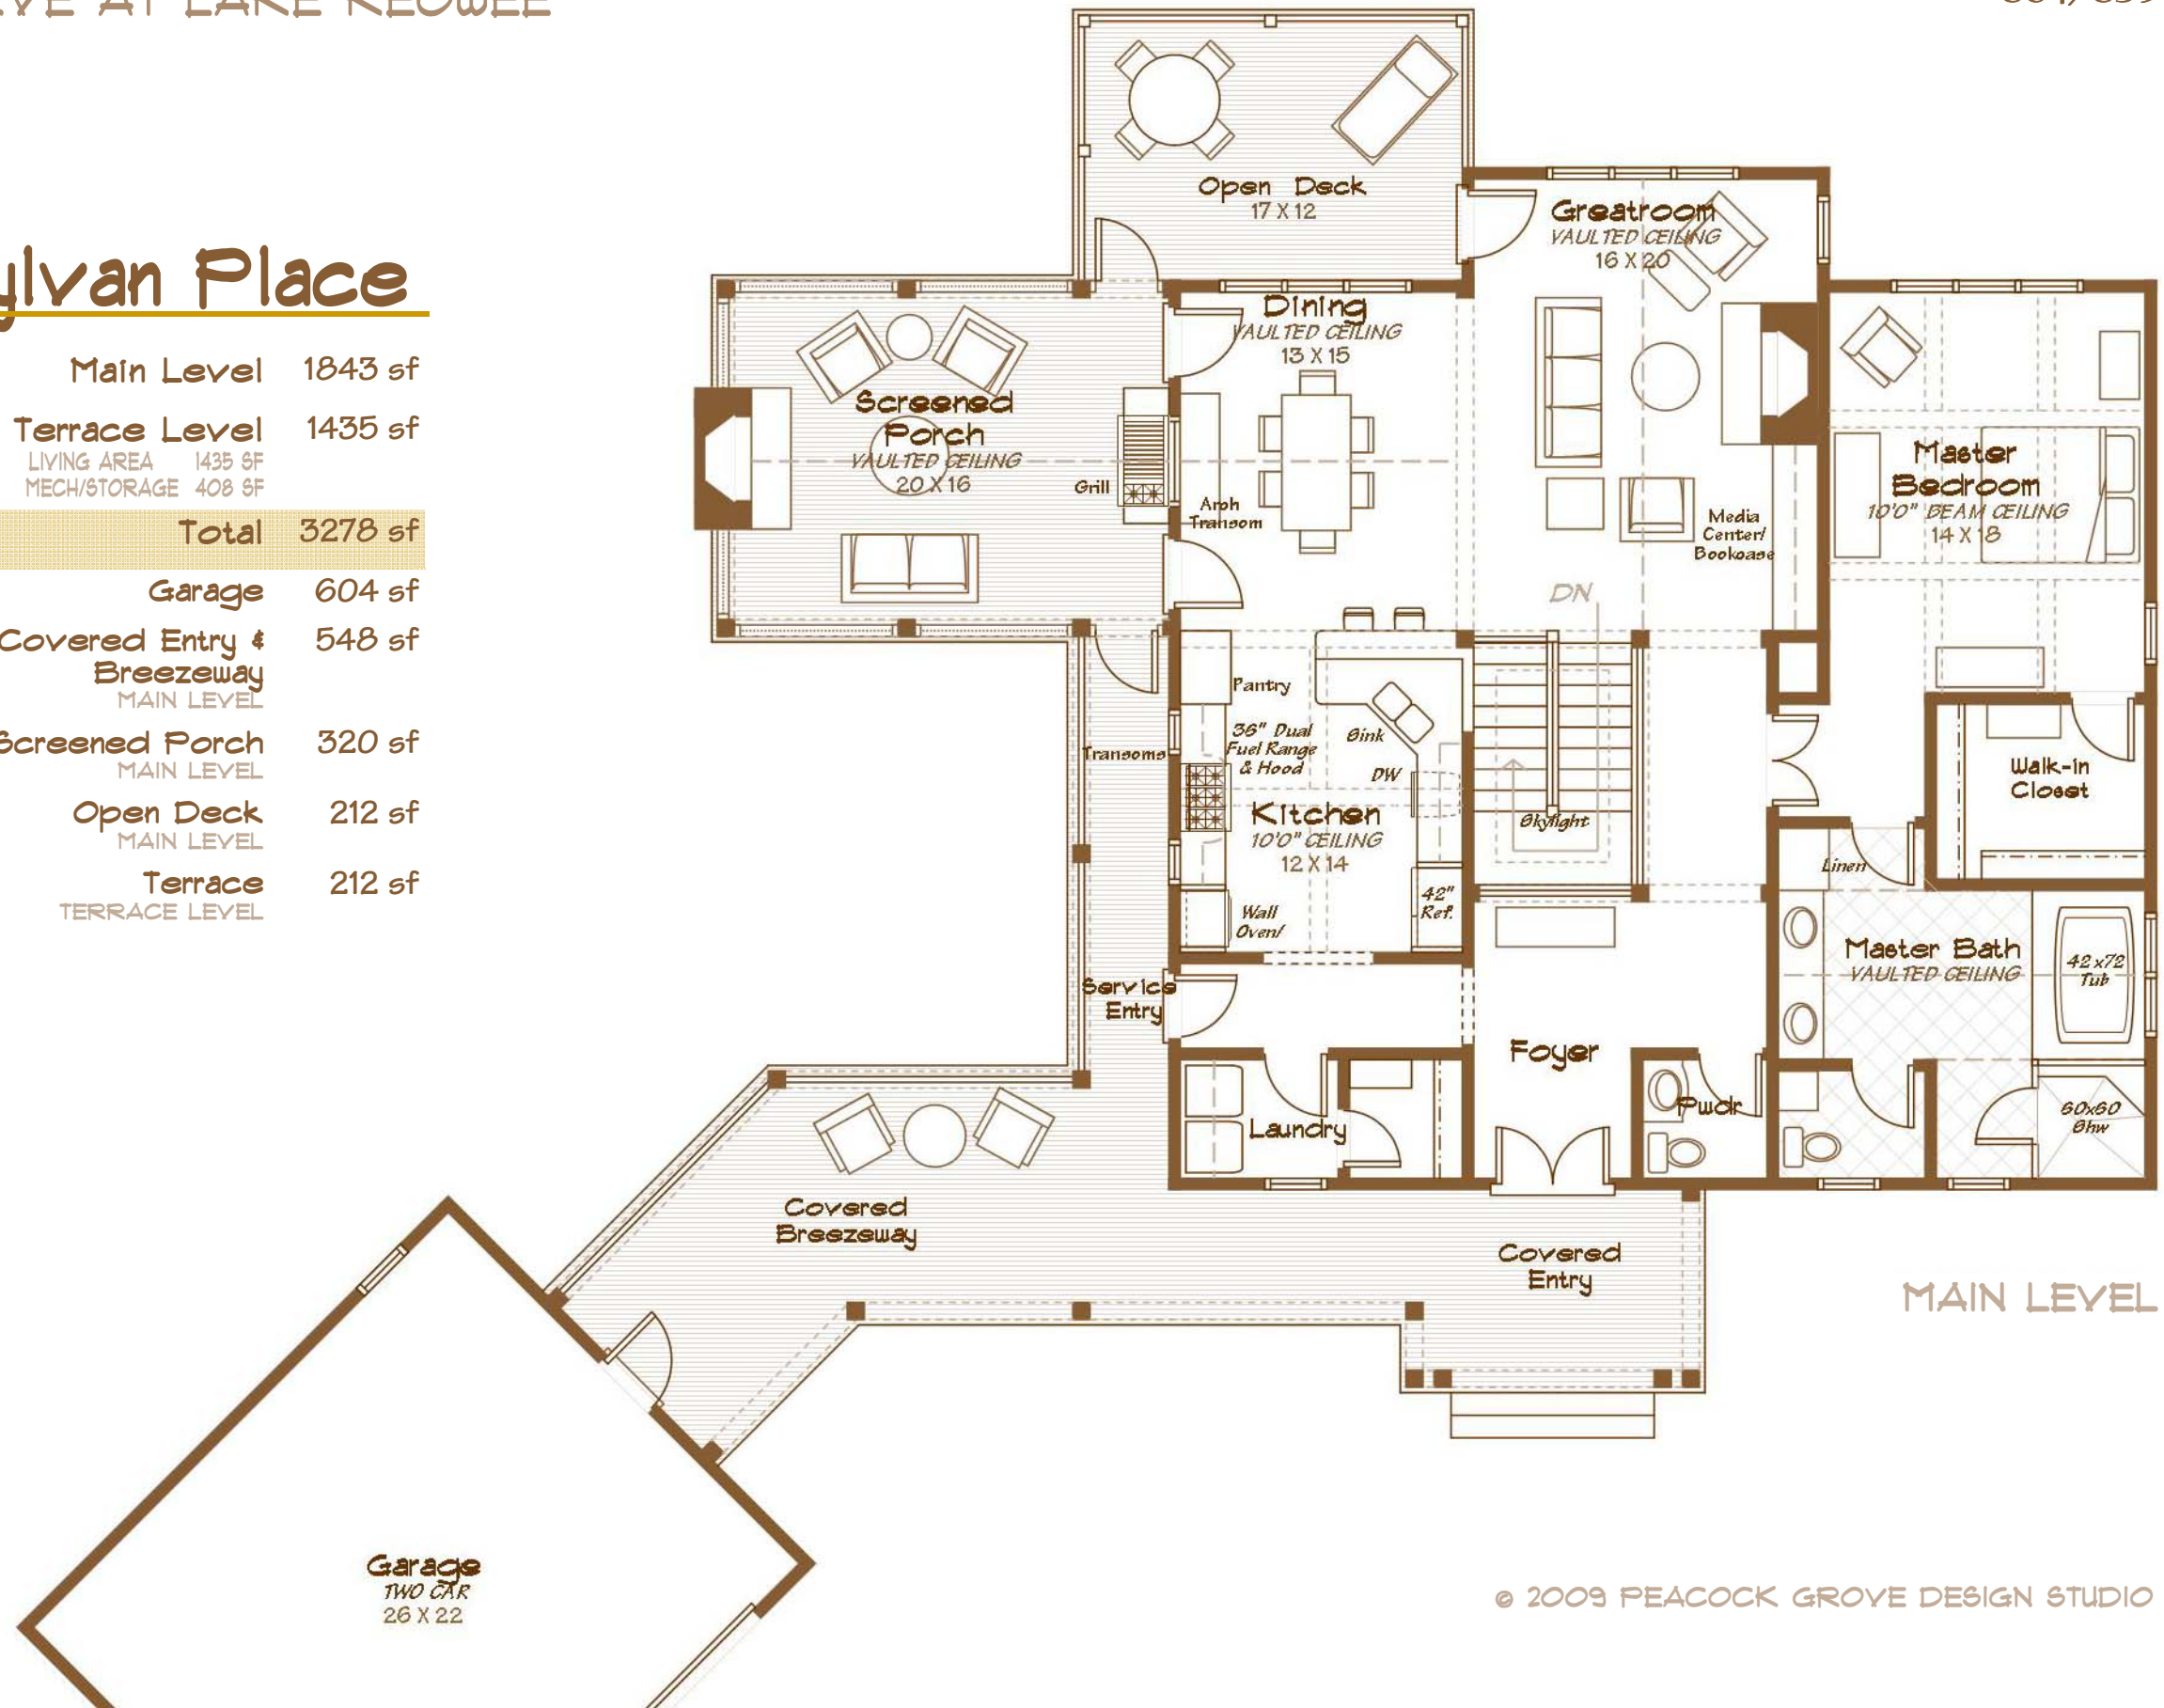 AT LAKE KEOWEE
Place
Main Level 1843 sf
Terrace Level 1435 sf
LIVING AREA 1435 SF
MECH/STORAGE 408 SF
Total 3278 sf
Garage 604 sf
Covered Entry & 548 sf
Breezeway
MAIN LEVEL
Screened Porch 320 sf
MAIN LEVEL
Open Deck 212 sf
MAIN LEVEL
Terrace 212 sf
TERRACE LEVEL
Open Deck
17 X 12
Greatroom
VAULTED CEILING
16 X 20
Dining
VAULTED CEILING
13 X 15
Screened
Porch
VAULTED CEILING
20 X 16
Grill
Arch
Transom
Media
Center/
Bookcase
Master
Bedroom
10'0" BEAM CEILING
14 X 18
DN
Pantry
36" Dual
Fuel Range
& Hood
Sink
DW
Transoms
Kitchen
10'0" CEILING
12 X 14
Skylight
Walk-in
Closet
Linen
42"
Ref.
Wall
Oven/
Master Bath
VAULTED CEILING
42x72
Tub
Service
Entry
Foyer
Laundry
Pwdr
60x60
Shw
Covered
Breezeway
Covered
Entry
MAIN LEVEL
Garage
TWO CAR
26 X 22
© 2009 PEACOCK GROVE DESIGN STUDIO